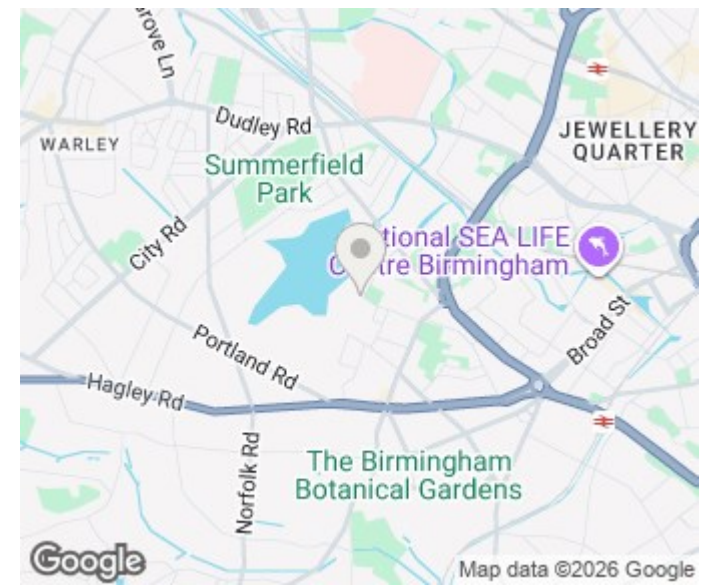 Grove Ln
Dudley Rd
WARLEY
JEWELLERY
QUARTER
Summerfield
Park
City Rd
tional SEA LIFE
C tre Birmingham
Broad St
Portland Rd
Hagley Rd
Norfolk Rd
The Birmingham
Botanical Gardens
Google
Map data ©2026 Google